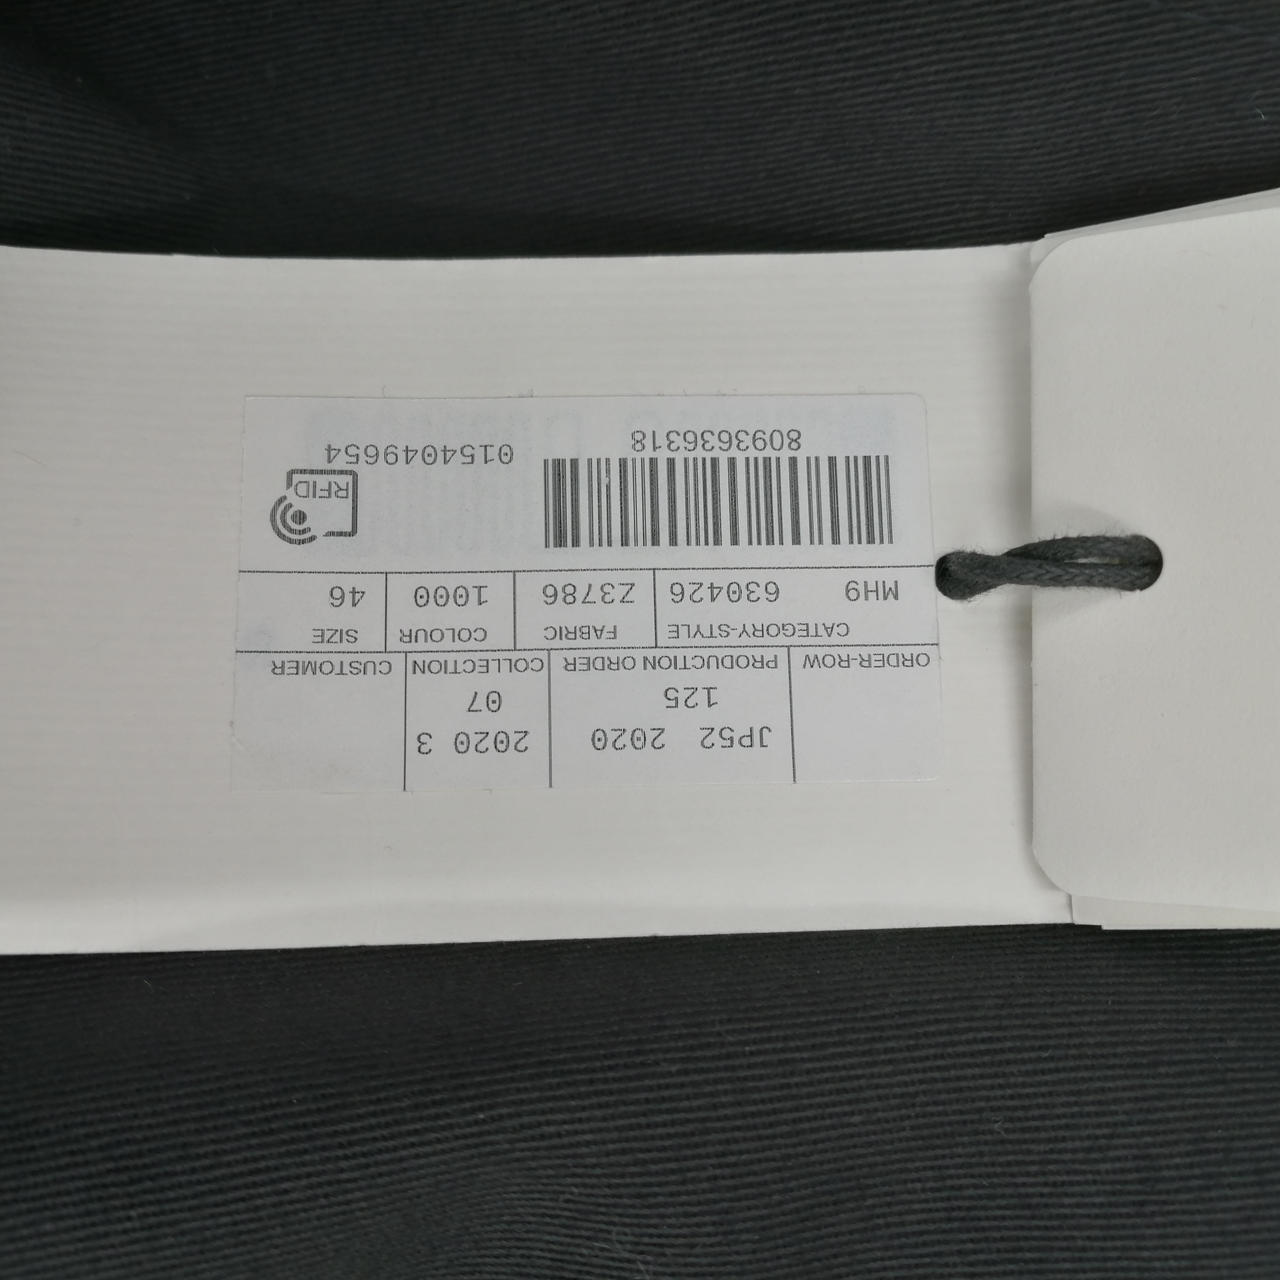 JP52 2020 2020 3
125 07
ORDER-ROW PRODUCTION ORDER COLLECTION CUSTOMER
CATEGORY-STYLE FABRIC COLOUR SIZE
MH9 630426 Z3786 1000 46
RFID
8093636318 0154049654